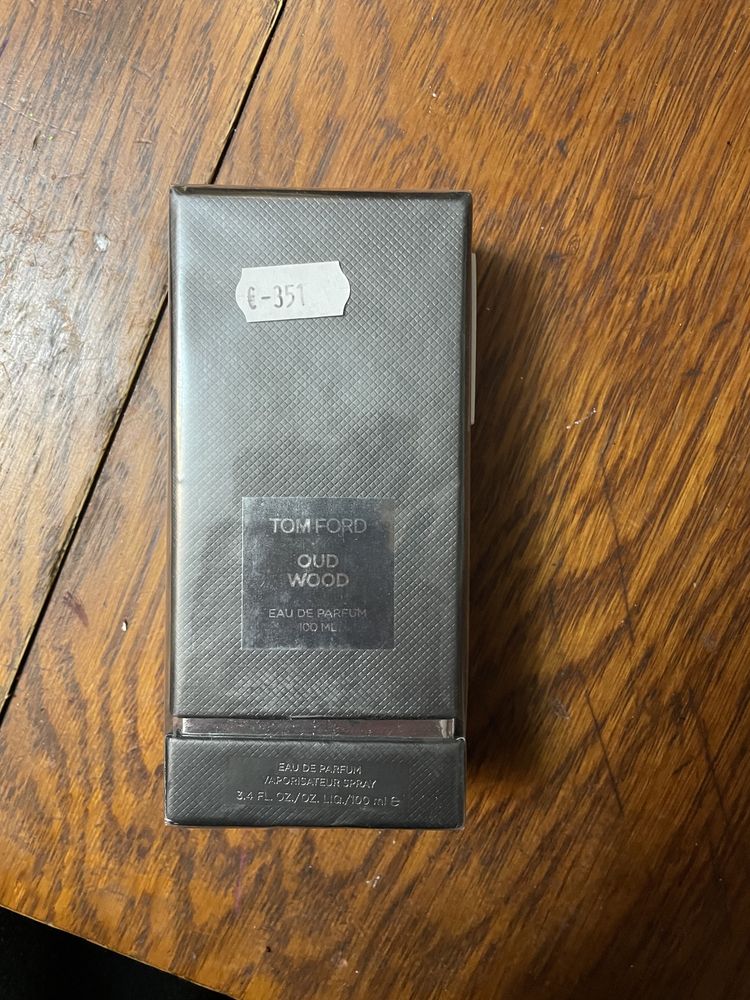 €-351
TOM FORD
OUD
WOOD
EAU DE PARFUM
100 ML
EAU DE PARFUM
VAPORISATEUR SPRAY
3.4 FL. OZ./OZ. LIQ./100 ml ℮